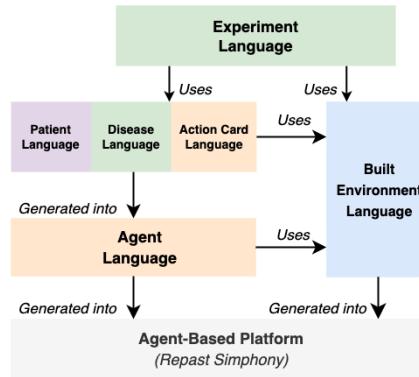 Experiment
Language
Uses
Uses
Patient
Language
Disease
Language
Action Card
Language
Uses
Built
Environment
Language
Generated into
Agent
Language
Uses
Generated into
Generated into
Agent-Based Platform
(Repast Simphony)